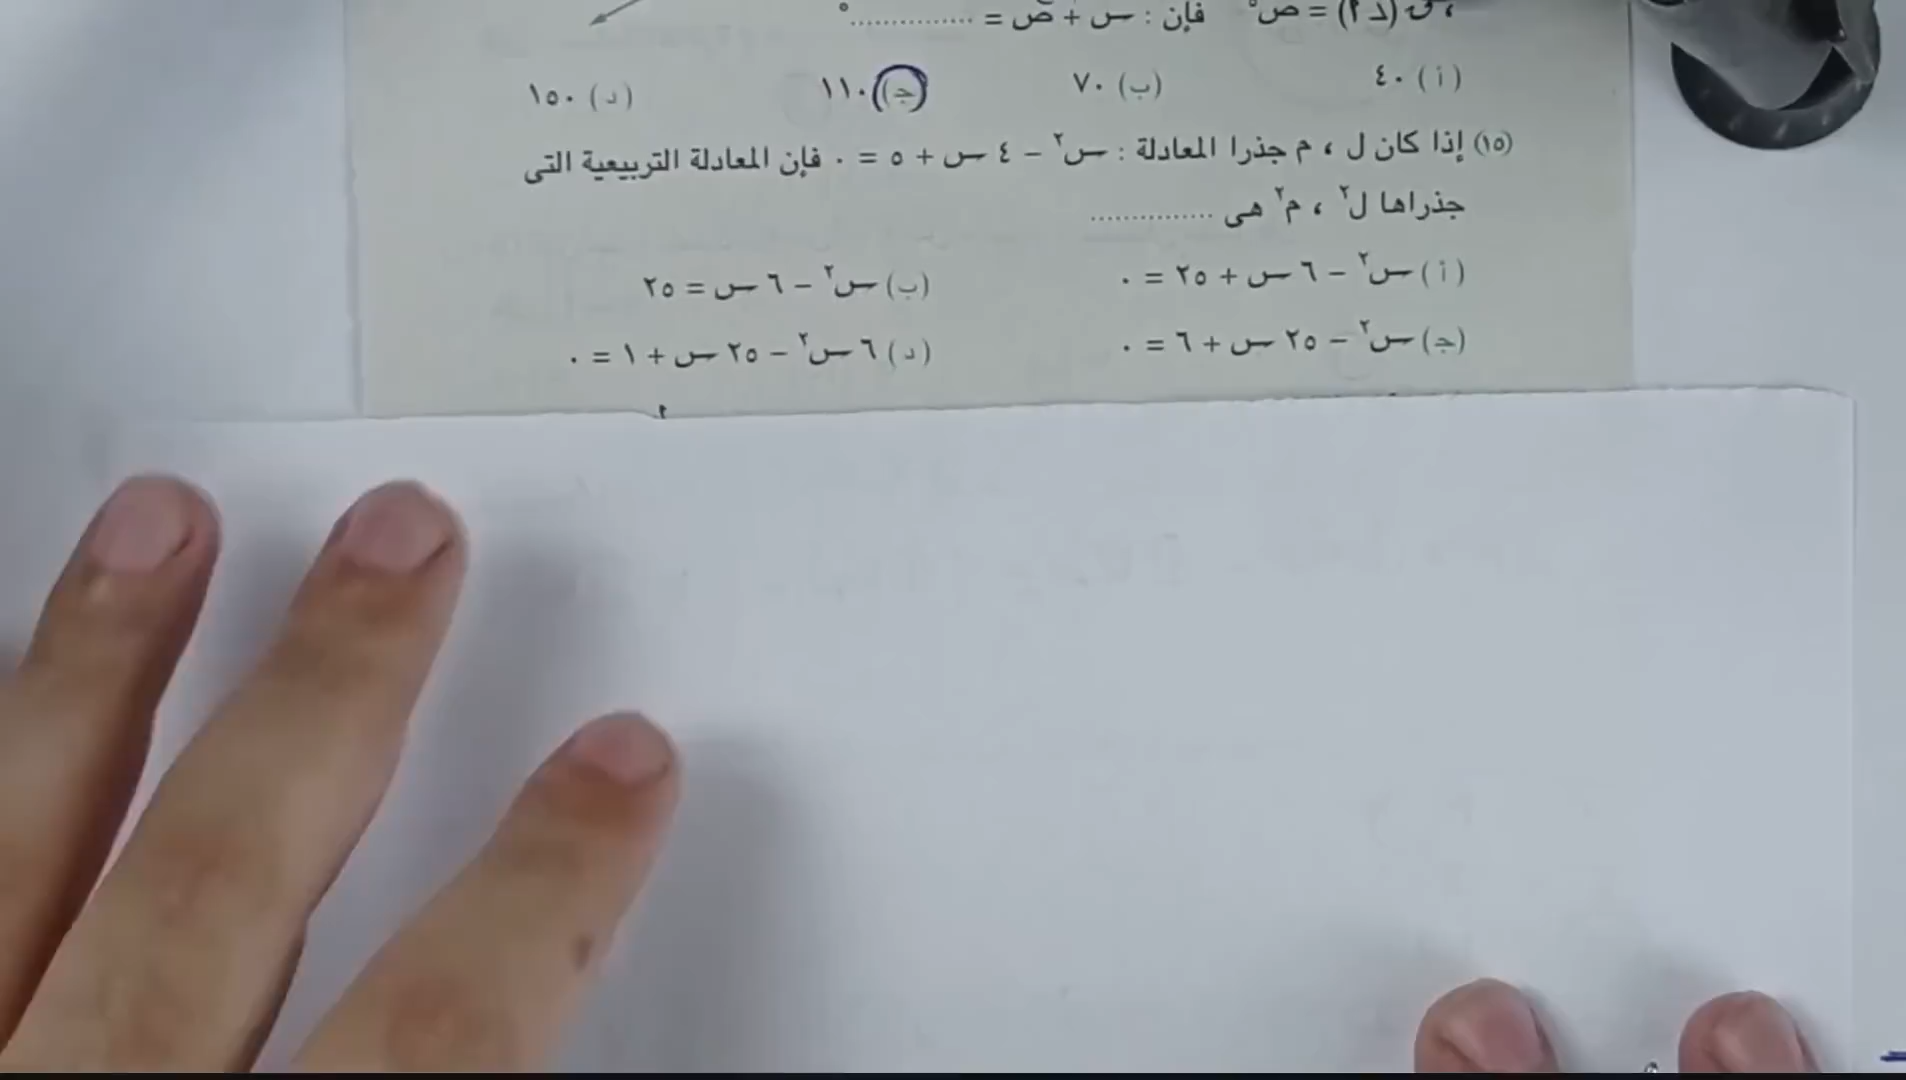 ، ن (د ٢) = ص° فإن : س + ص = ..............°
(أ) ٤٠ (ب) ٧٠ (جـ) ١١٠ (د) ١٥٠
(١٥) إذا كان ل ، م جذرا المعادلة : س٢ − ٤ س + ٥ = ٠ فإن المعادلة التربيعية التى
جذراها ل٢ ، م٢ هى ..............
(أ) س٢ − ٦ س + ٢٥ = ٠ (ب) س٢ − ٦ س = ٢٥
(جـ) س٢ − ٢٥ س + ٦ = ٠ (د) ٦ س٢ − ٢٥ س + ١ = ٠